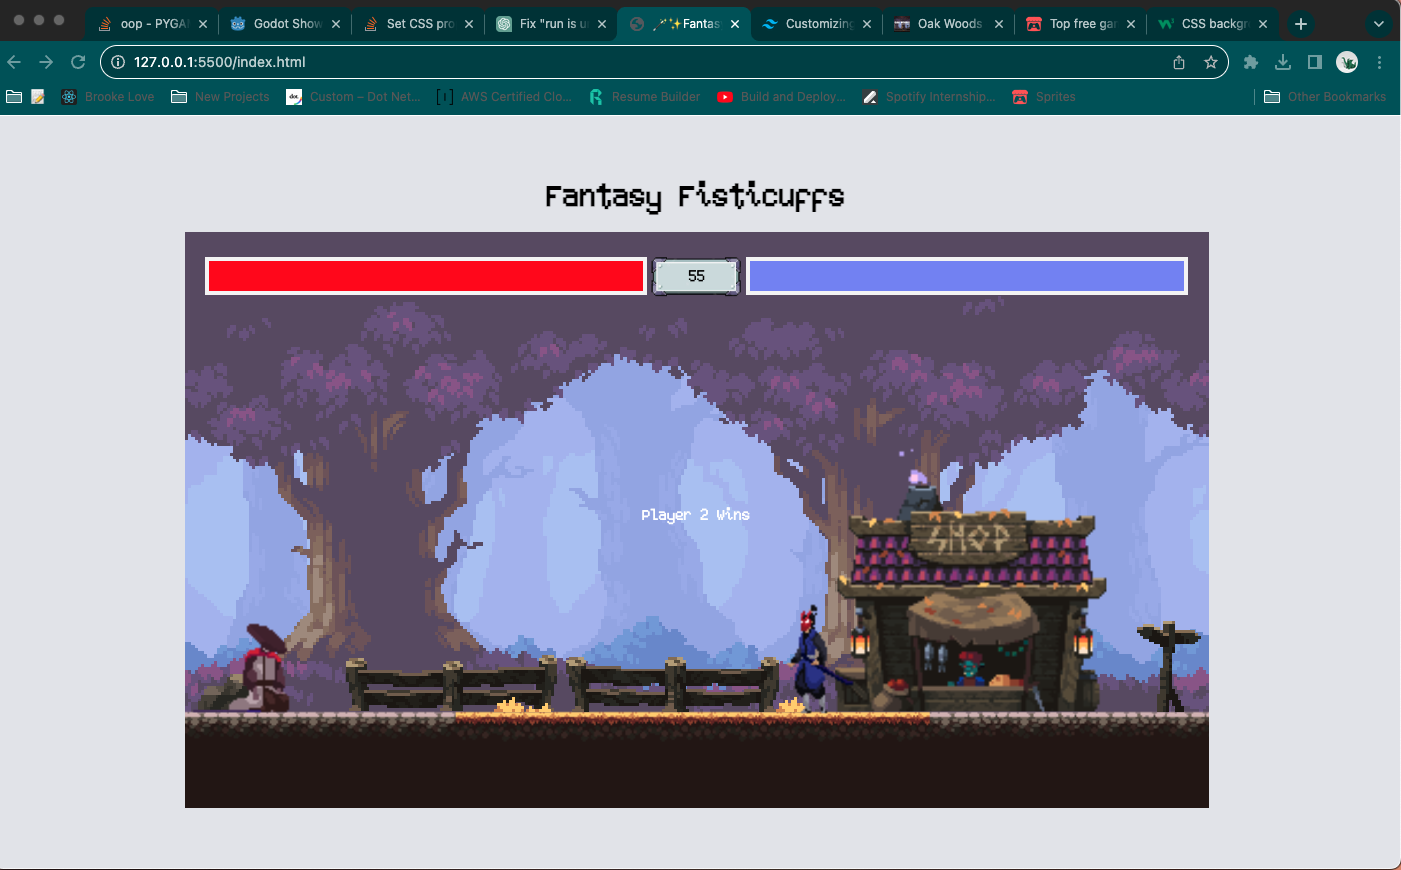 oop - PYGA
Godot Show
Set CSS pro
Fix "run is u
Fantas
Customizing
Oak Woods
Top free gar
CSS backgr
127.0.0.1:5500/index.html
Brooke Love
New Projects
Custom – Dot Net...
AWS Certified Clo...
Resume Builder
Build and Deploy...
Spotify Internship...
Sprites
Other Bookmarks
Fantasy Fisticuffs
55
Player 2 Wins
SHOP